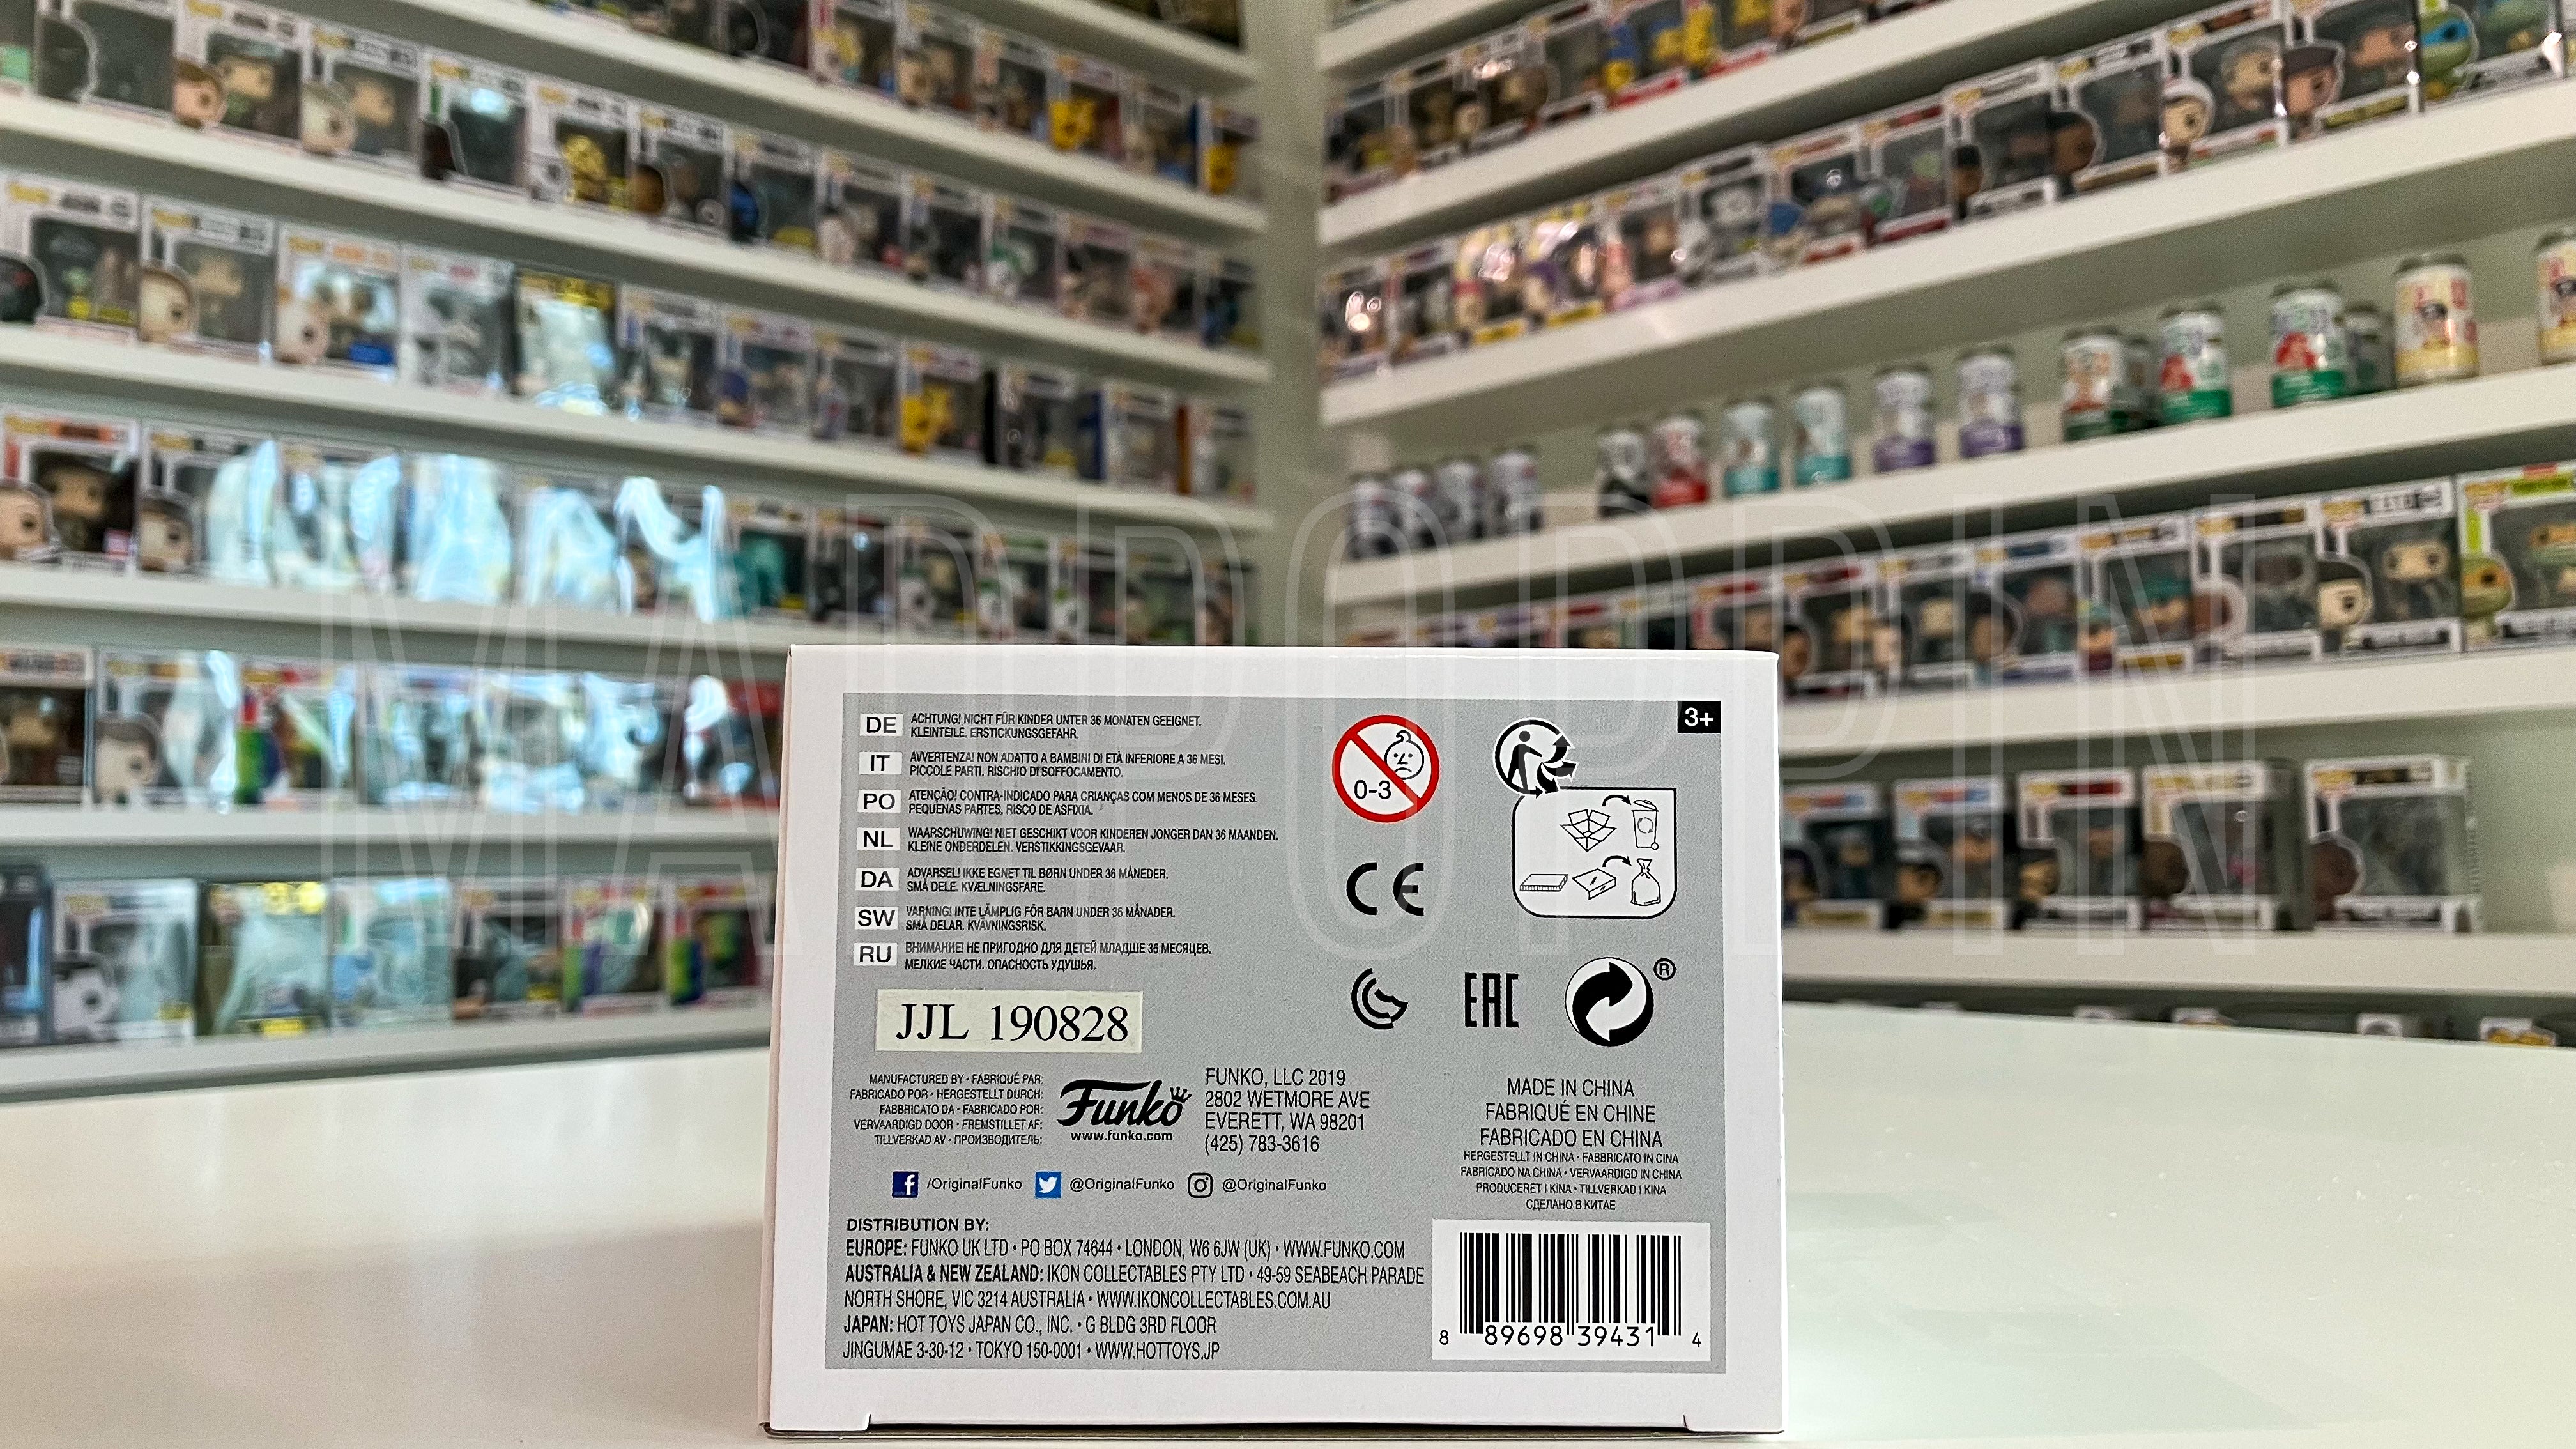 MADPOPPIN
DE
ACHTUNG! NICHT FÜR KINDER UNTER 36 MONATEN GEEIGNET.
KLEINTEILE. ERSTICKUNGSGEFAHR.
IT
AVVERTENZA! NON ADATTO A BAMBINI DI ETÀ INFERIORE A 36 MESI.
PICCOLE PARTI. RISCHIO DI SOFFOCAMENTO.
PO
ATENÇÃO! CONTRA-INDICADO PARA CRIANÇAS COM MENOS DE 36 MESES.
PEQUENAS PARTES. RISCO DE ASFIXIA.
NL
WAARSCHUWING! NIET GESCHIKT VOOR KINDEREN JONGER DAN 36 MAANDEN.
KLEINE ONDERDELEN. VERSTIKKINGSGEVAAR.
DA
ADVARSEL! IKKE EGNET TIL BØRN UNDER 36 MÅNEDER.
SMÅ DELE. KVÆLNINGSFARE.
SW
VARNING! INTE LÄMPLIG FÖR BARN UNDER 36 MÅNADER.
SMÅ DELAR. KVÄVNINGSRISK.
RU
ВНИМАНИЕ! НЕ ПРИГОДНО ДЛЯ ДЕТЕЙ МЛАДШЕ 36 МЕСЯЦЕВ.
МЕЛКИЕ ЧАСТИ. ОПАСНОСТЬ УДУШЬЯ.
0-3
3+
CE
EAC
®
JJL 190828
MANUFACTURED BY • FABRIQUÉ PAR:
FABRICADO POR • HERGESTELLT DURCH:
FABBRICATO DA • FABRICADO POR:
VERVAARDIGD DOOR • FREMSTILLET AF:
TILLVERKAD AV • ПРОИЗВОДИТЕЛЬ:
Funko
www.funko.com
FUNKO, LLC 2019
2802 WETMORE AVE
EVERETT, WA 98201
(425) 783-3616
/OriginalFunko @OriginalFunko @OriginalFunko
MADE IN CHINA
FABRIQUÉ EN CHINE
FABRICADO EN CHINA
HERGESTELLT IN CHINA • FABBRICATO IN CINA
FABRICADO NA CHINA • VERVAARDIGD IN CHINA
PRODUCERET I KINA • TILLVERKAD I KINA
СДЕЛАНО В КИТАЕ
DISTRIBUTION BY:
EUROPE: FUNKO UK LTD • PO BOX 74644 • LONDON, W6 6JW (UK) • WWW.FUNKO.COM
AUSTRALIA & NEW ZEALAND: IKON COLLECTABLES PTY LTD • 49-59 SEABEACH PARADE
NORTH SHORE, VIC 3214 AUSTRALIA • WWW.IKONCOLLECTABLES.COM.AU
JAPAN: HOT TOYS JAPAN CO., INC. • G BLDG 3RD FLOOR
JINGUMAE 3-30-12 • TOKYO 150-0001 • WWW.HOTTOYS.JP
8 89698 39431 4